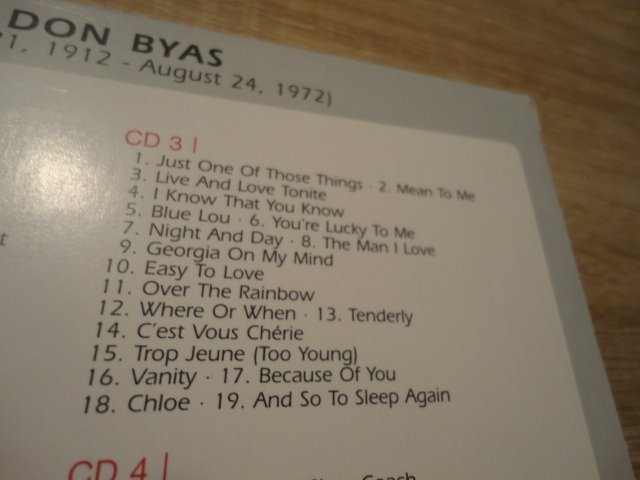 DON BYAS
21, 1912 - August 24, 1972)
CD 3 |
1. Just One Of Those Things · 2. Mean To Me
3. Live And Love Tonite
4. I Know That You Know
5. Blue Lou · 6. You're Lucky To Me
7. Night And Day · 8. The Man I Love
9. Georgia On My Mind
10. Easy To Love
11. Over The Rainbow
12. Where Or When · 13. Tenderly
14. C'est Vous Chérie
15. Trop Jeune (Too Young)
16. Vanity · 17. Because Of You
18. Chloe · 19. And So To Sleep Again
CD 4 |